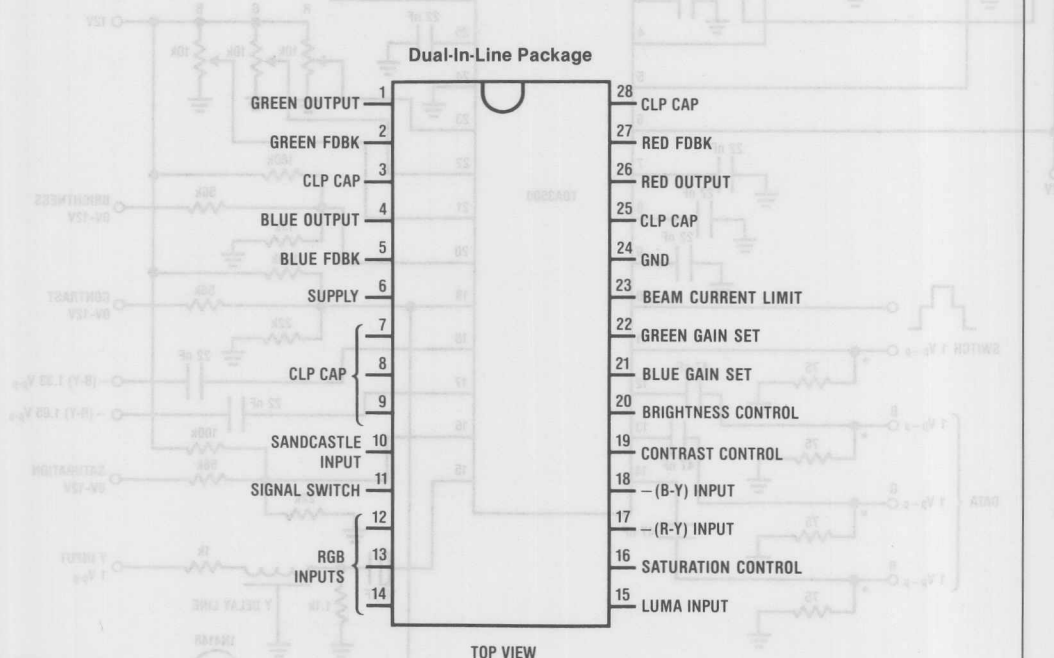 Dual-In-Line Package
1 GREEN OUTPUT
2 GREEN FDBK
3 CLP CAP
4 BLUE OUTPUT
5 BLUE FDBK
6 SUPPLY
7
8 CLP CAP
9
10 SANDCASTLE
INPUT
11 SIGNAL SWITCH
12
13 RGB
INPUTS
14
28 CLP CAP
27 RED FDBK
26 RED OUTPUT
25 CLP CAP
24 GND
23 BEAM CURRENT LIMIT
22 GREEN GAIN SET
21 BLUE GAIN SET
20 BRIGHTNESS CONTROL
19 CONTRAST CONTROL
18 –(B-Y) INPUT
17 –(R-Y) INPUT
16 SATURATION CONTROL
15 LUMA INPUT
TOP VIEW